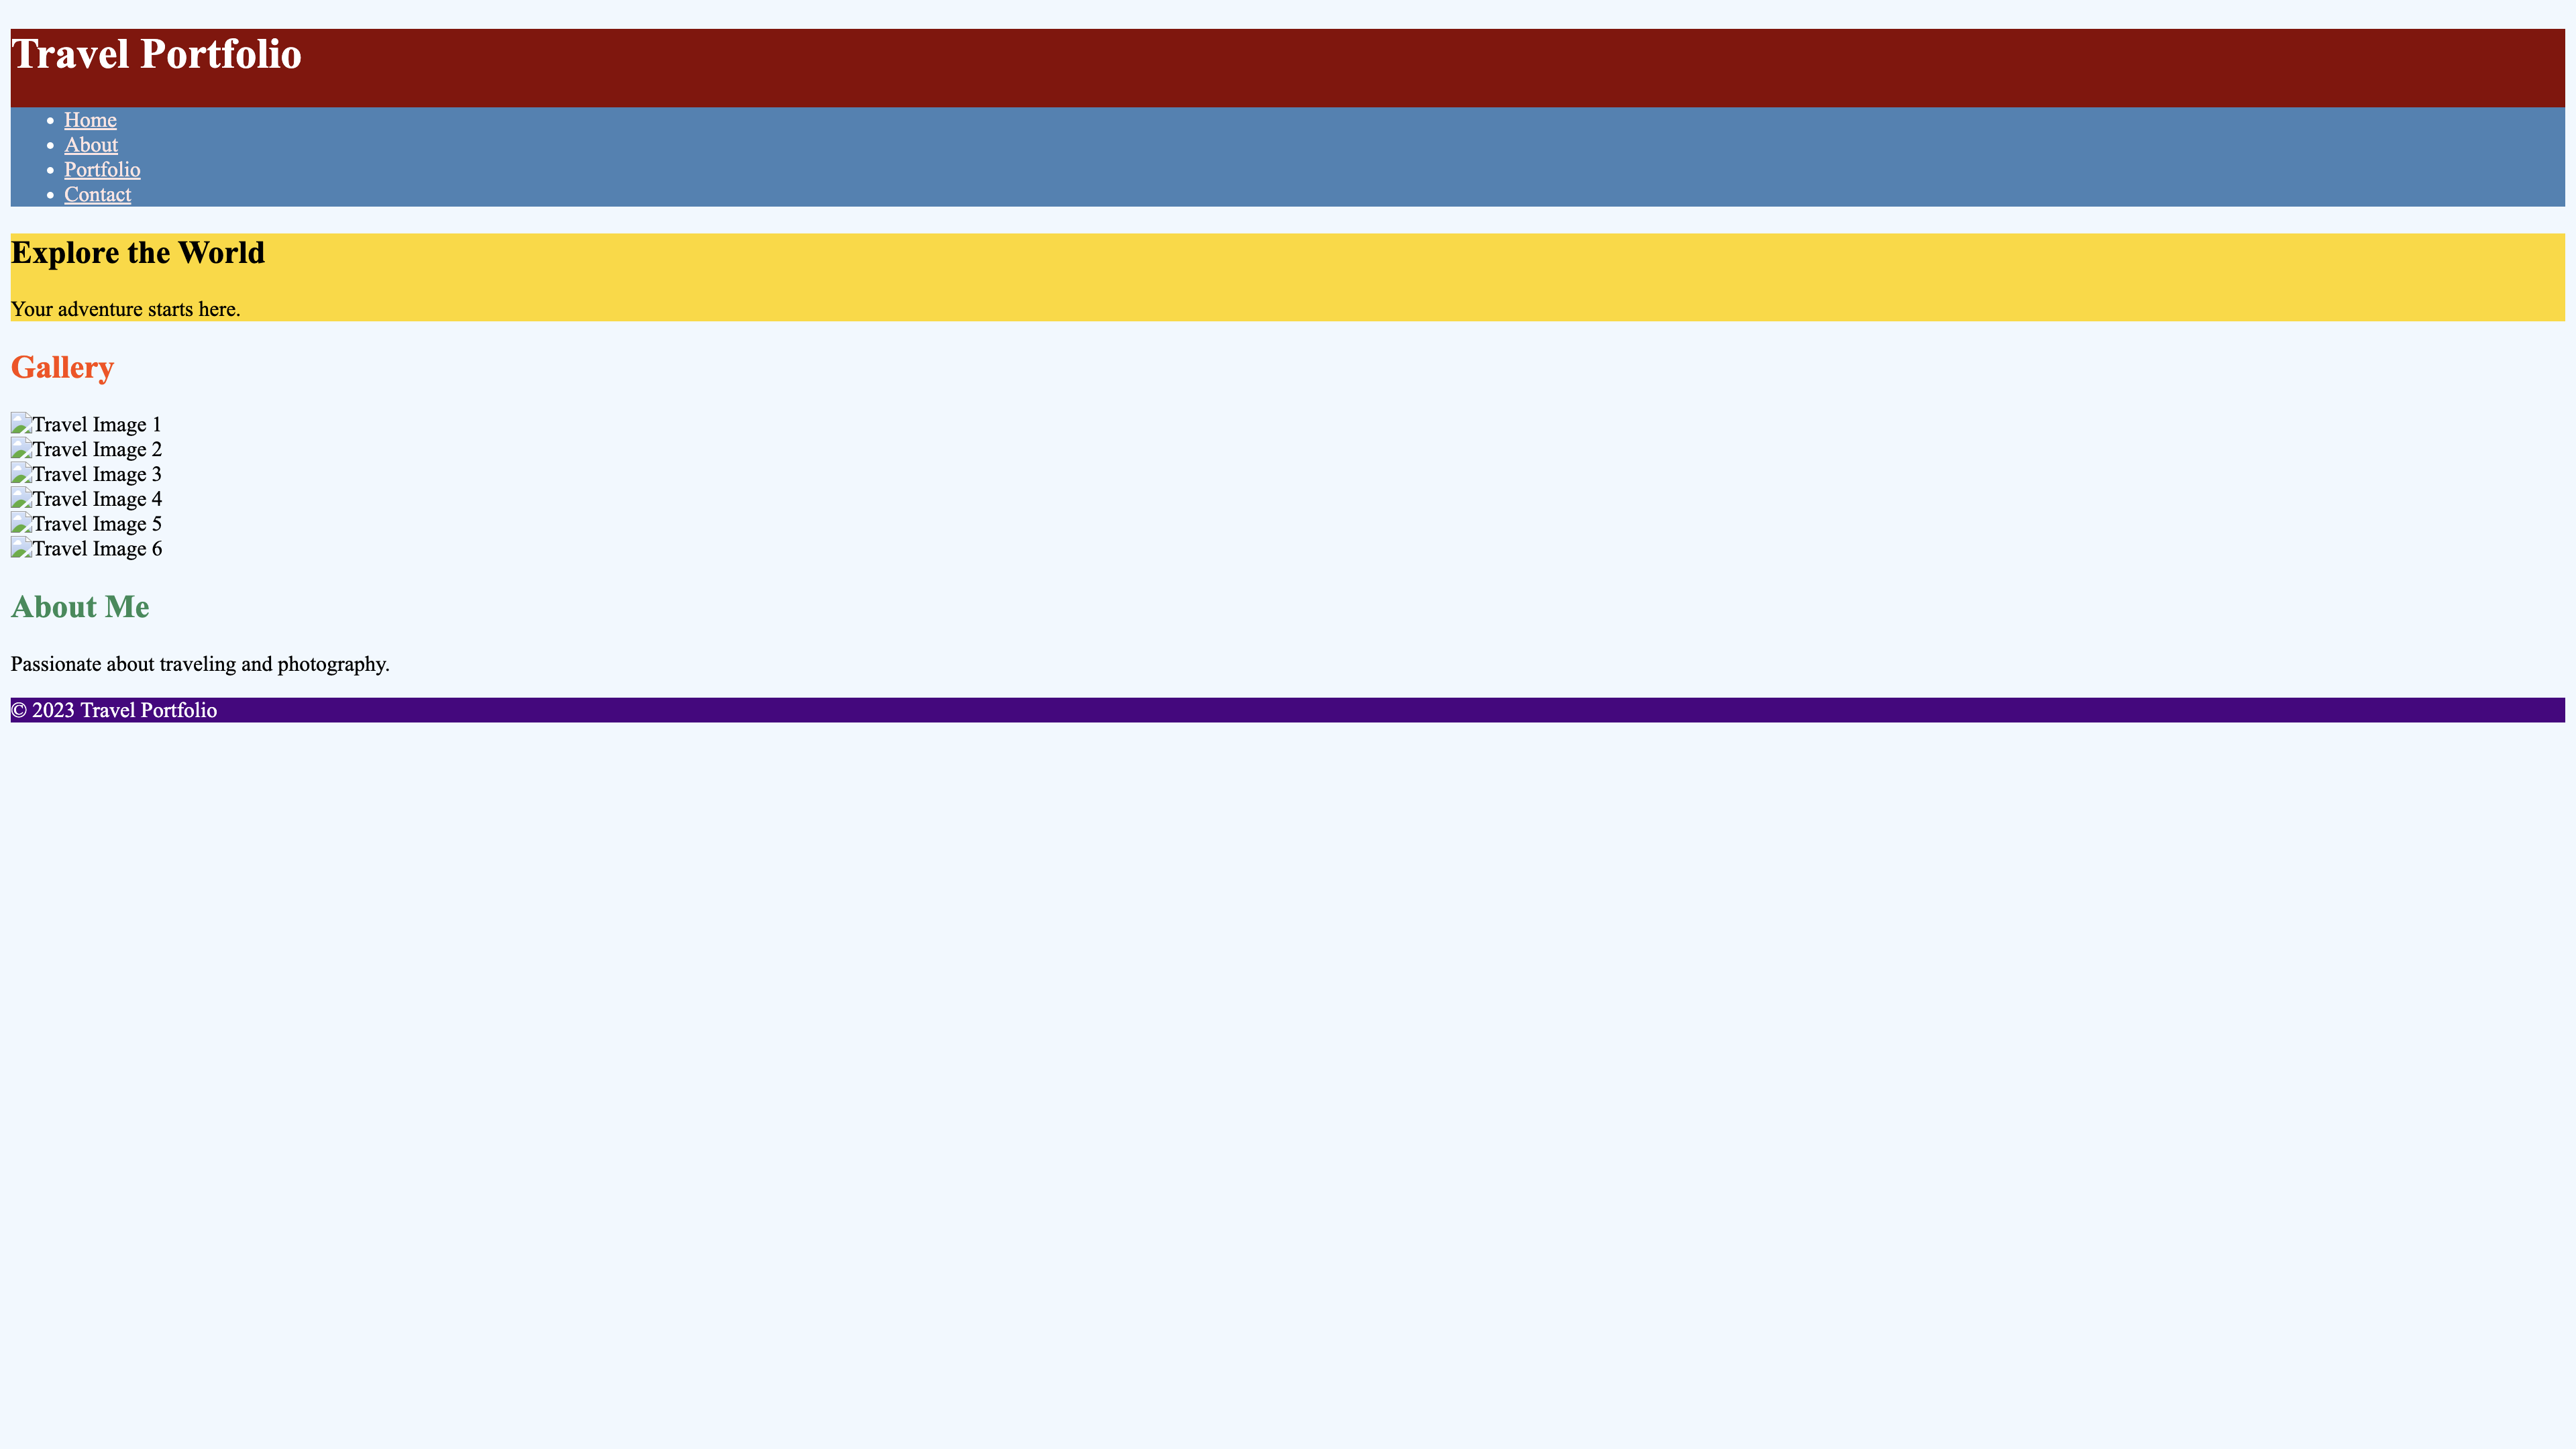 Travel Portfolio
Home
About
Portfolio
Contact
Explore the World
Your adventure starts here.
Gallery
Travel Image 1
Travel Image 2
Travel Image 3
Travel Image 4
Travel Image 5
Travel Image 6
About Me
Passionate about traveling and photography.
© 2023 Travel Portfolio